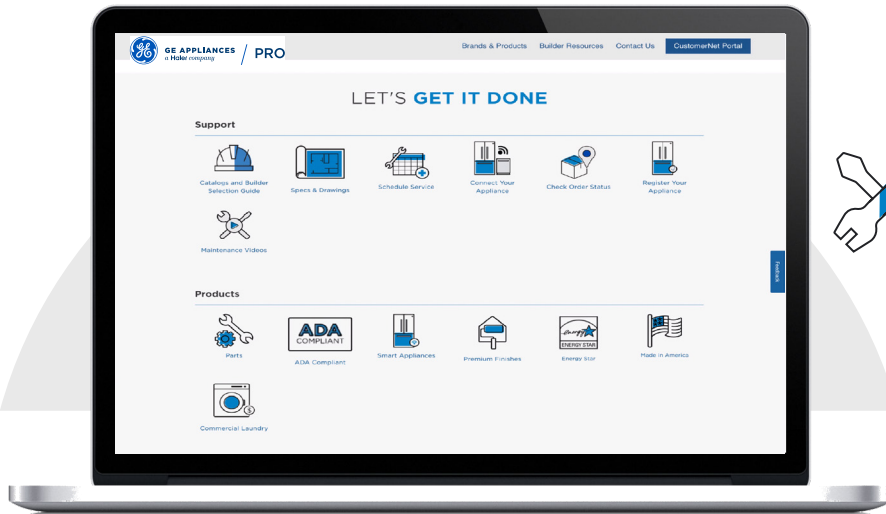 GE APPLIANCES
a Haier company
PRO
Brands & Products
Builder Resources
Contact Us
CustomerNet Portal
LET'S GET IT DONE
Support
Catalogs and Builder
Selection Guide
Specs & Drawings
Schedule Service
Connect Your
Appliance
Check Order Status
Register Your
Appliance
Maintenance Videos
Feedback
Products
Parts
ADA
COMPLIANT
ADA Compliant
Smart Appliances
Premium Finishes
energy
ENERGY STAR
Energy Star
Made in America
$
Commercial Laundry